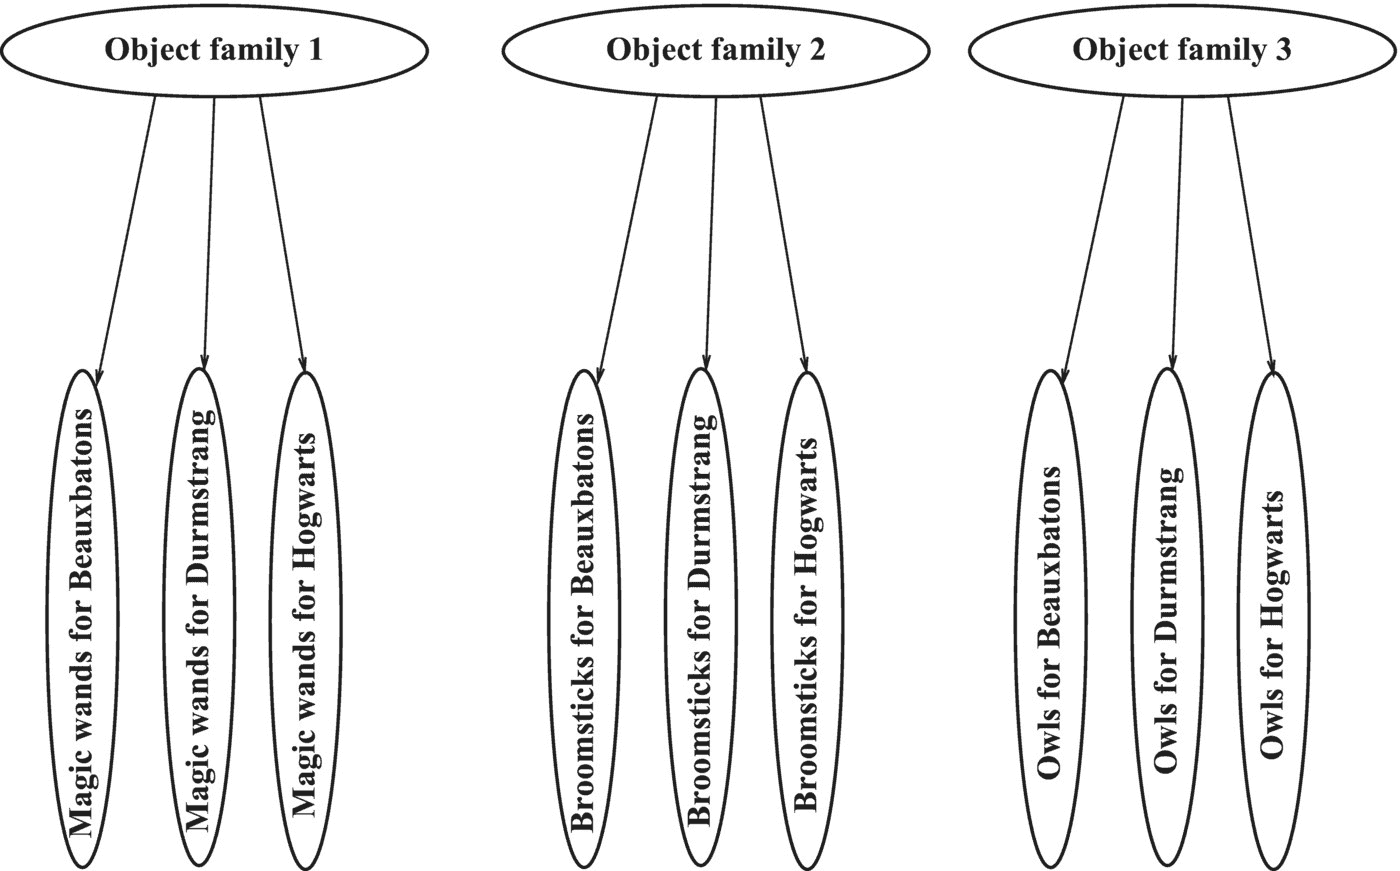 Object family 1
Object family 2
Object family 3
Magic wands for Beauxbatons
Magic wands for Durmstrang
Magic wands for Hogwarts
Broomsticks for Beauxbatons
Broomsticks for Durmstrang
Broomsticks for Hogwarts
Owls for Beauxbatons
Owls for Durmstrang
Owls for Hogwarts